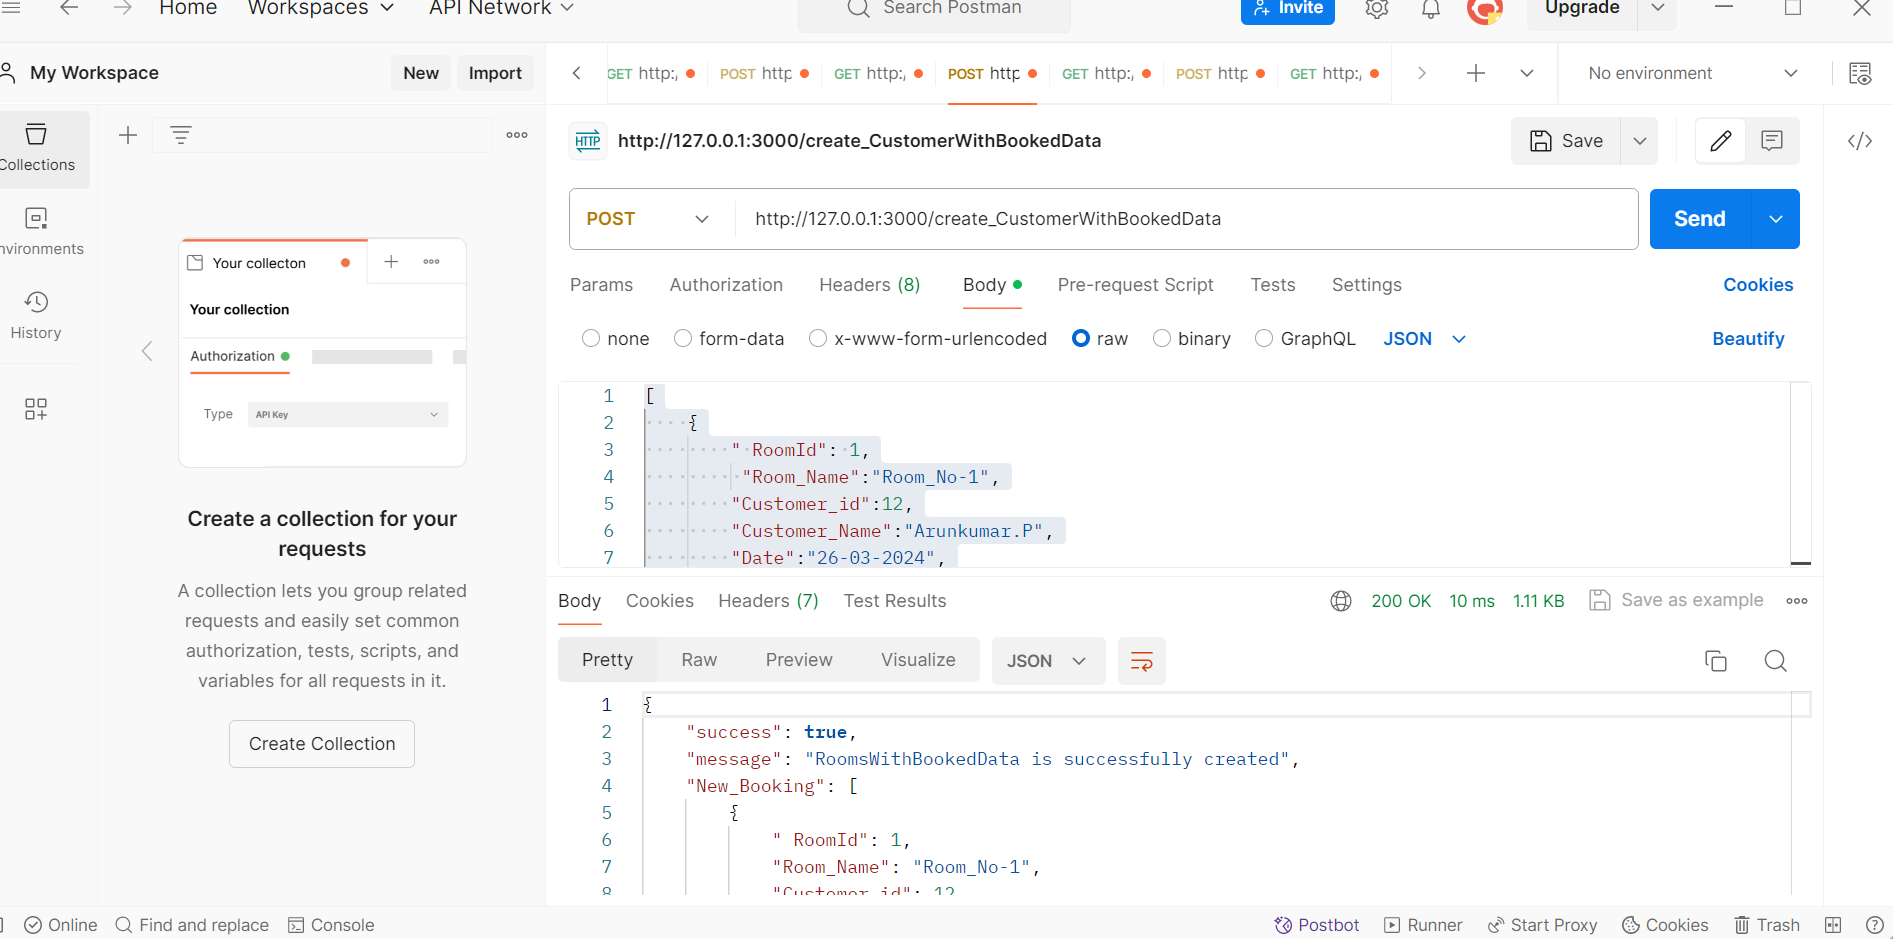 Home Workspaces API Network Search Postman Invite Upgrade
My Workspace New Import GET http:/ POST http GET http:/ POST http GET http:/ POST http GET http:/ No environment
Collections
http://127.0.0.1:3000/create_CustomerWithBookedData Save
nvironments
POST http://127.0.0.1:3000/create_CustomerWithBookedData Send
Your collecton
Your collection
Params Authorization Headers (8) Body Pre-request Script Tests Settings Cookies
History
Authorization
none form-data x-www-form-urlencoded raw binary GraphQL JSON Beautify
Type API Key
1 [
2 {
3 " RoomId": 1,
4 "Room_Name":"Room_No-1",
5 "Customer_id":12,
6 "Customer_Name":"Arunkumar.P",
7 "Date":"26-03-2024",
Create a collection for your
requests
A collection lets you group related
requests and easily set common
authorization, tests, scripts, and
variables for all requests in it.
Create Collection
Body Cookies Headers (7) Test Results 200 OK 10 ms 1.11 KB Save as example
Pretty Raw Preview Visualize JSON
1 {
2 "success": true,
3 "message": "RoomsWithBookedData is successfully created",
4 "New_Booking": [
5 {
6 " RoomId": 1,
7 "Room_Name": "Room_No-1",
8 "Customer_id": 12
Online Find and replace Console Postbot Runner Start Proxy Cookies Trash